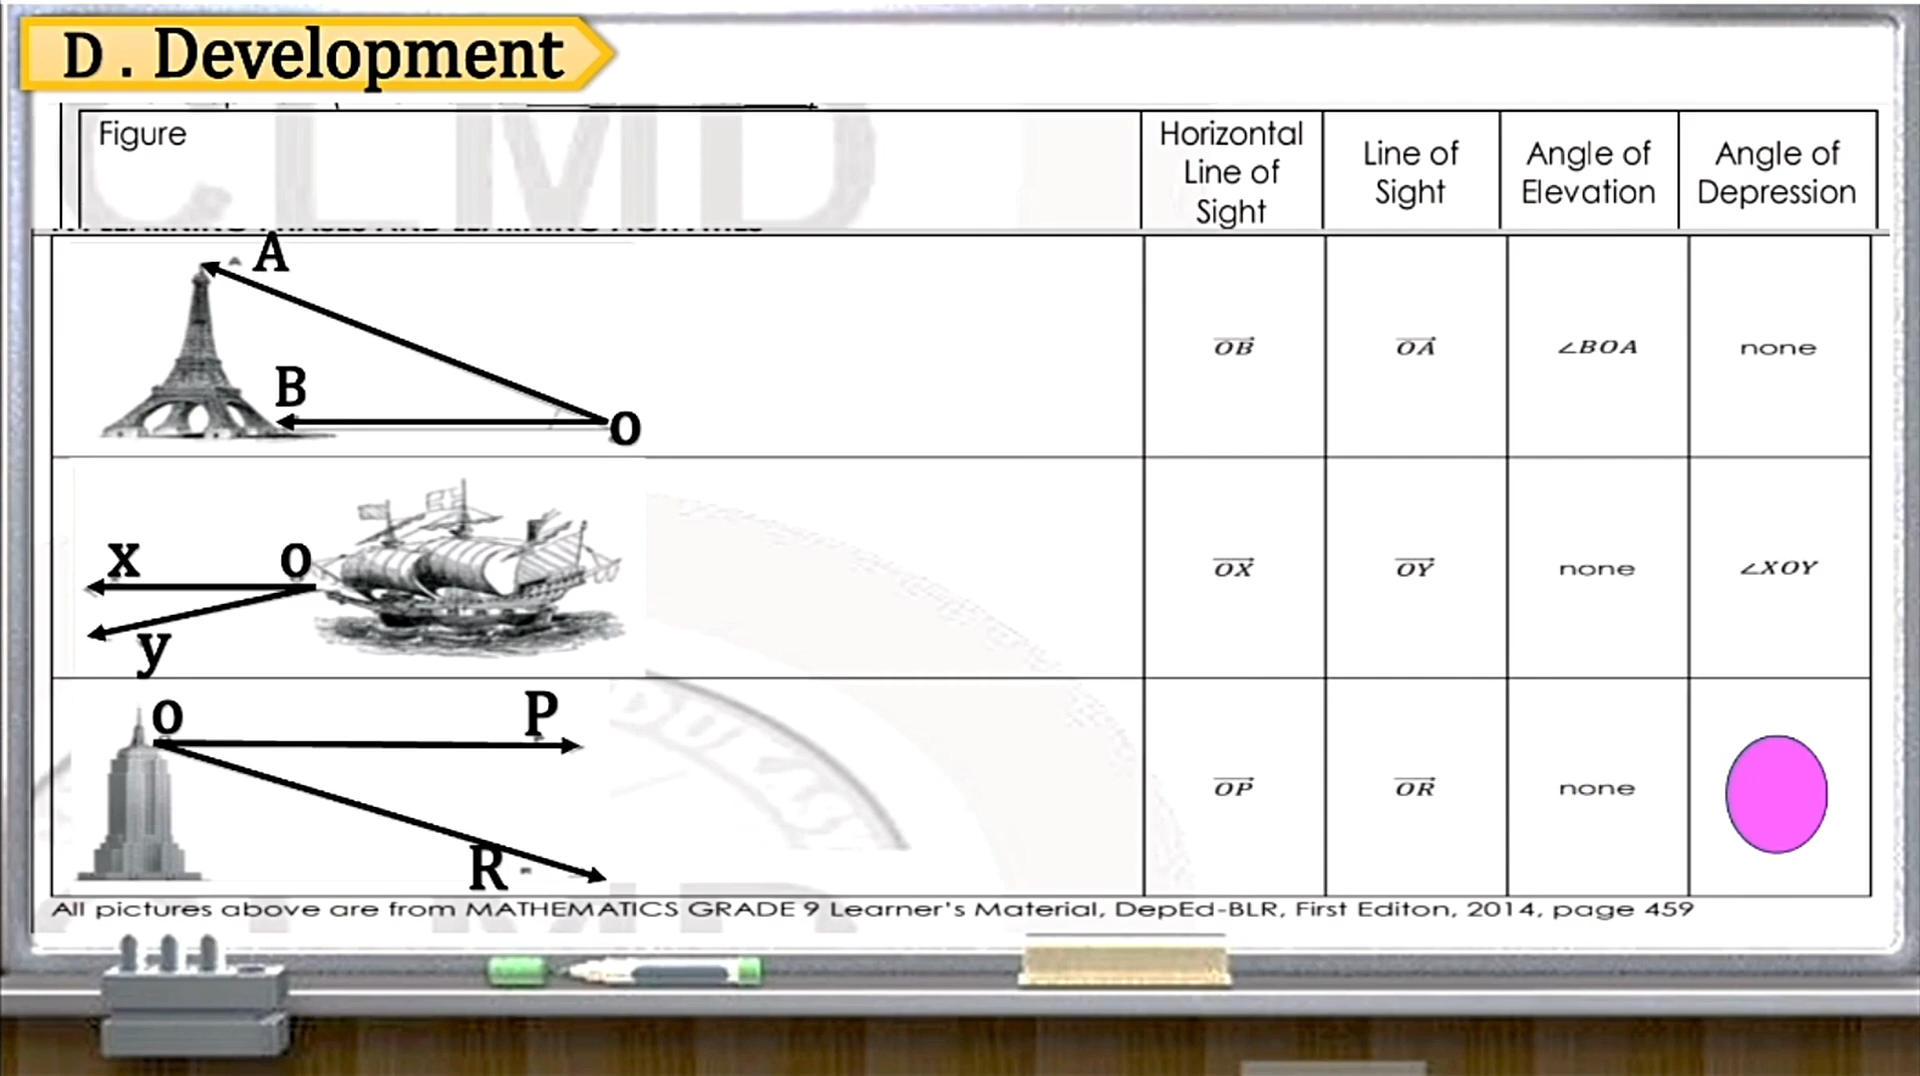 D . Development
Figure
Horizontal
Line of
Sight
Line of
Sight
Angle of
Elevation
Angle of
Depression
CLMD
A
B
O
OB
OA
∠BOA
none
x
O
y
OX
OY
none
∠XOY
O
P
R
OP
OR
none
All pictures above are from MATHEMATICS GRADE 9 Learner's Material, DepEd-BLR, First Editon, 2014, page 459